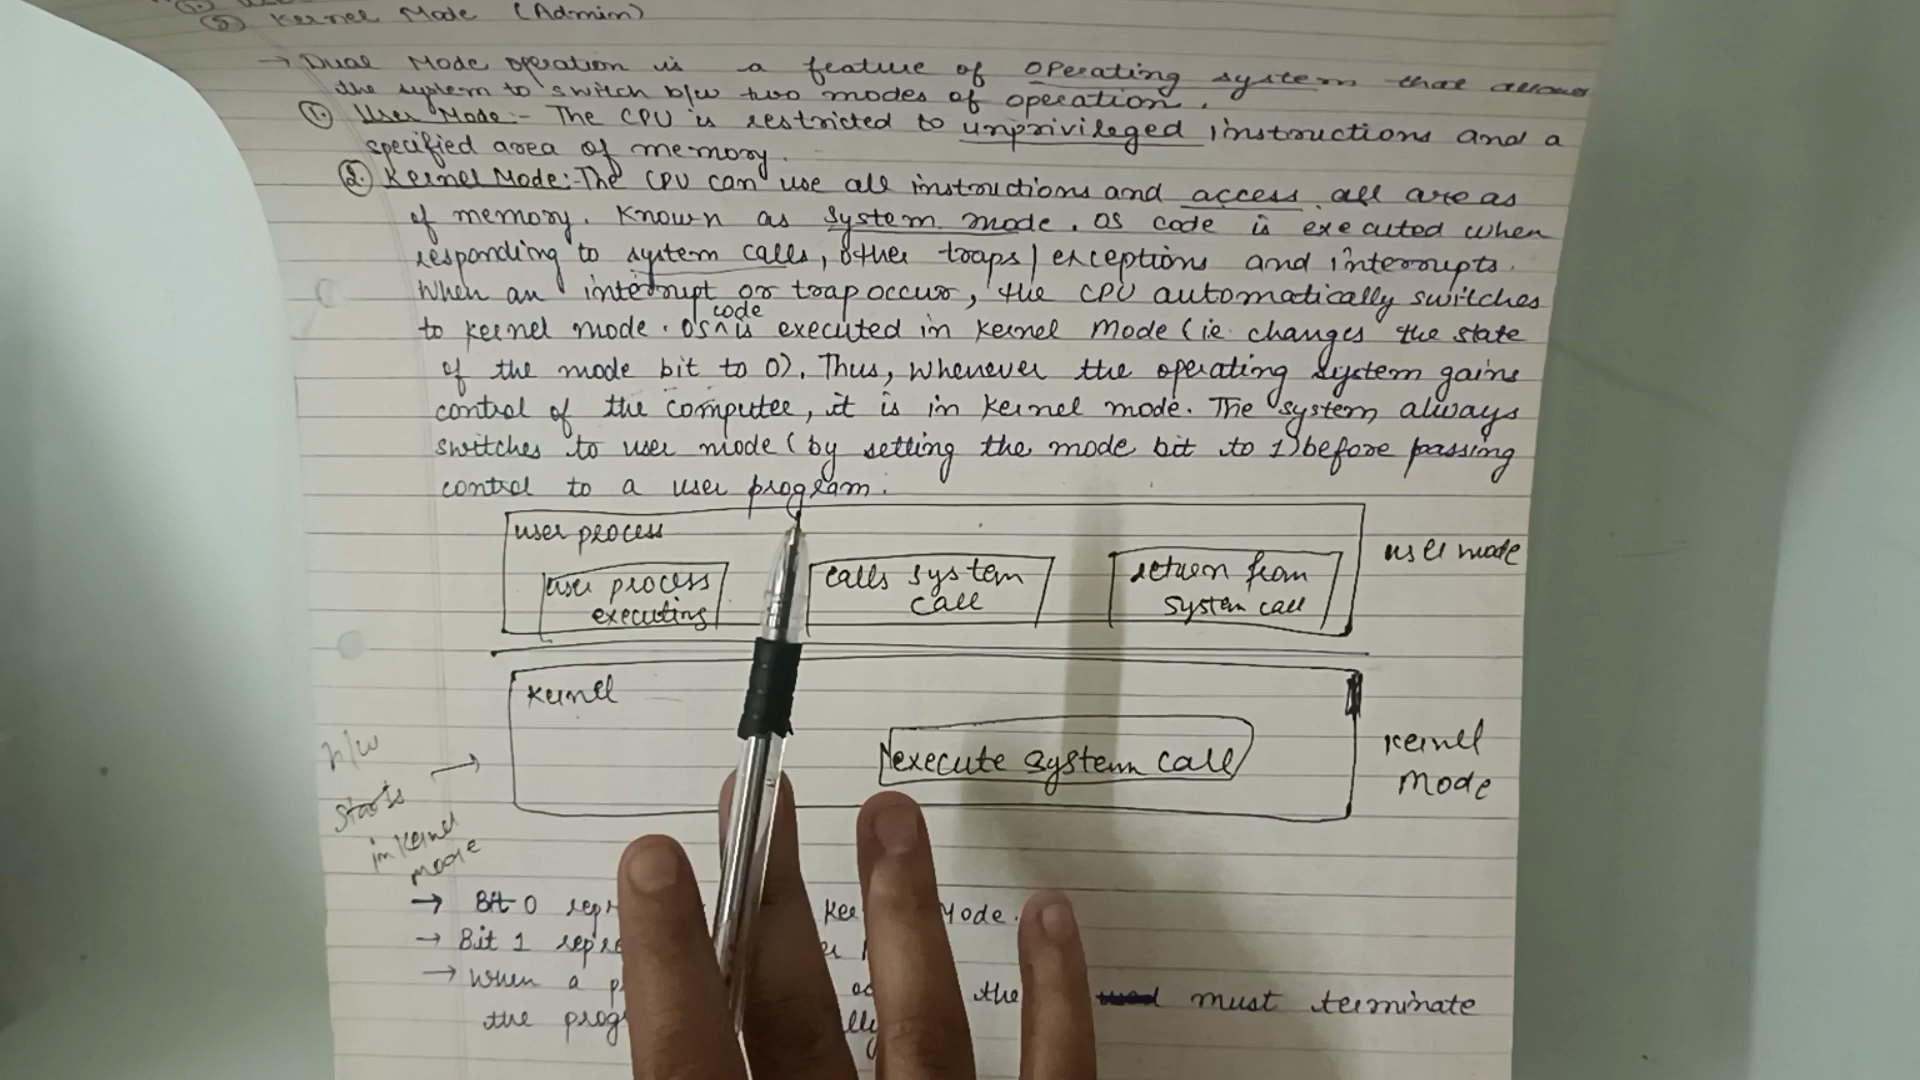 Kernel Mode (Admin)
→ Dual Mode operation is a feature of operating system that allows
the system to switch b/w two modes of operation.
① User Mode:- The CPU is restricted to unprivileged instructions and a
specified area of memory.
②. Kernel Mode:- The CPU can use all instructions and access all areas
of memory. Known as system mode. OS code is executed when
responding to system calls, other traps/exceptions and interrupts.
When an interrupt or trap occur, the CPU automatically switches
to kernel mode. OS code is executed in kernel Mode (ie changes the state
of the mode bit to 0). Thus, whenever the operating system gains
control of the computer, it is in kernel mode. The system always
switches to user mode (by setting the mode bit to 1) before passing
control to a user program.
user process
user process executing
calls system call
return from system call
user mode
Kernel
execute system call
Kernel Mode
h/w
starts
in kernel
mode
→ Bit 0 Mode.
→ Bit 1
→ When a the must terminate
the